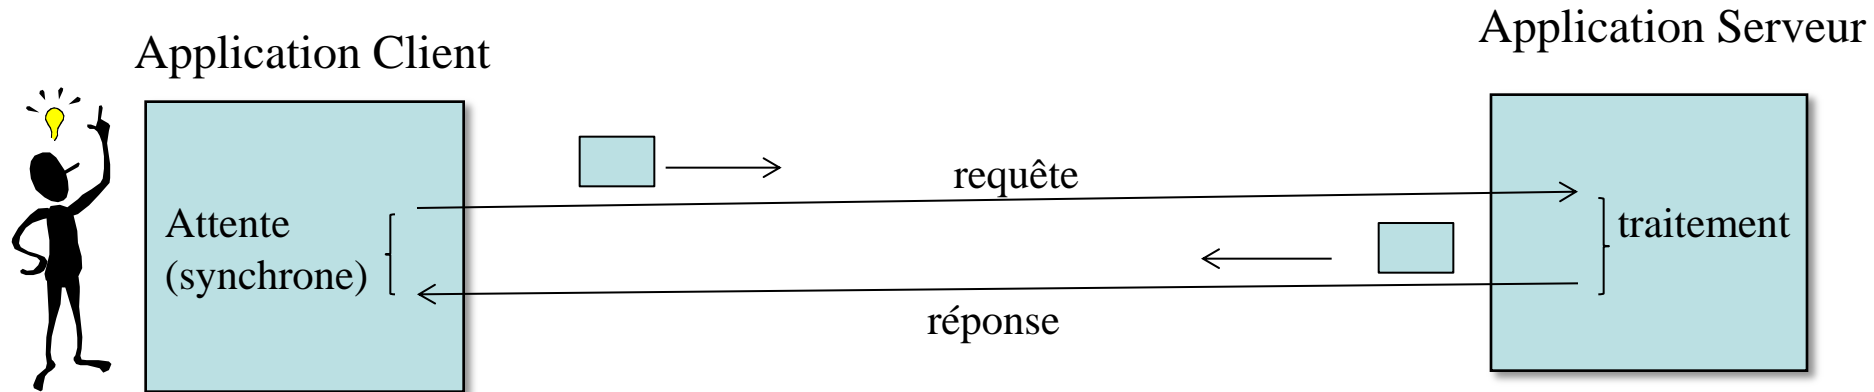 Application Client
Application Serveur
requête
Attente
(synchrone)
traitement
réponse